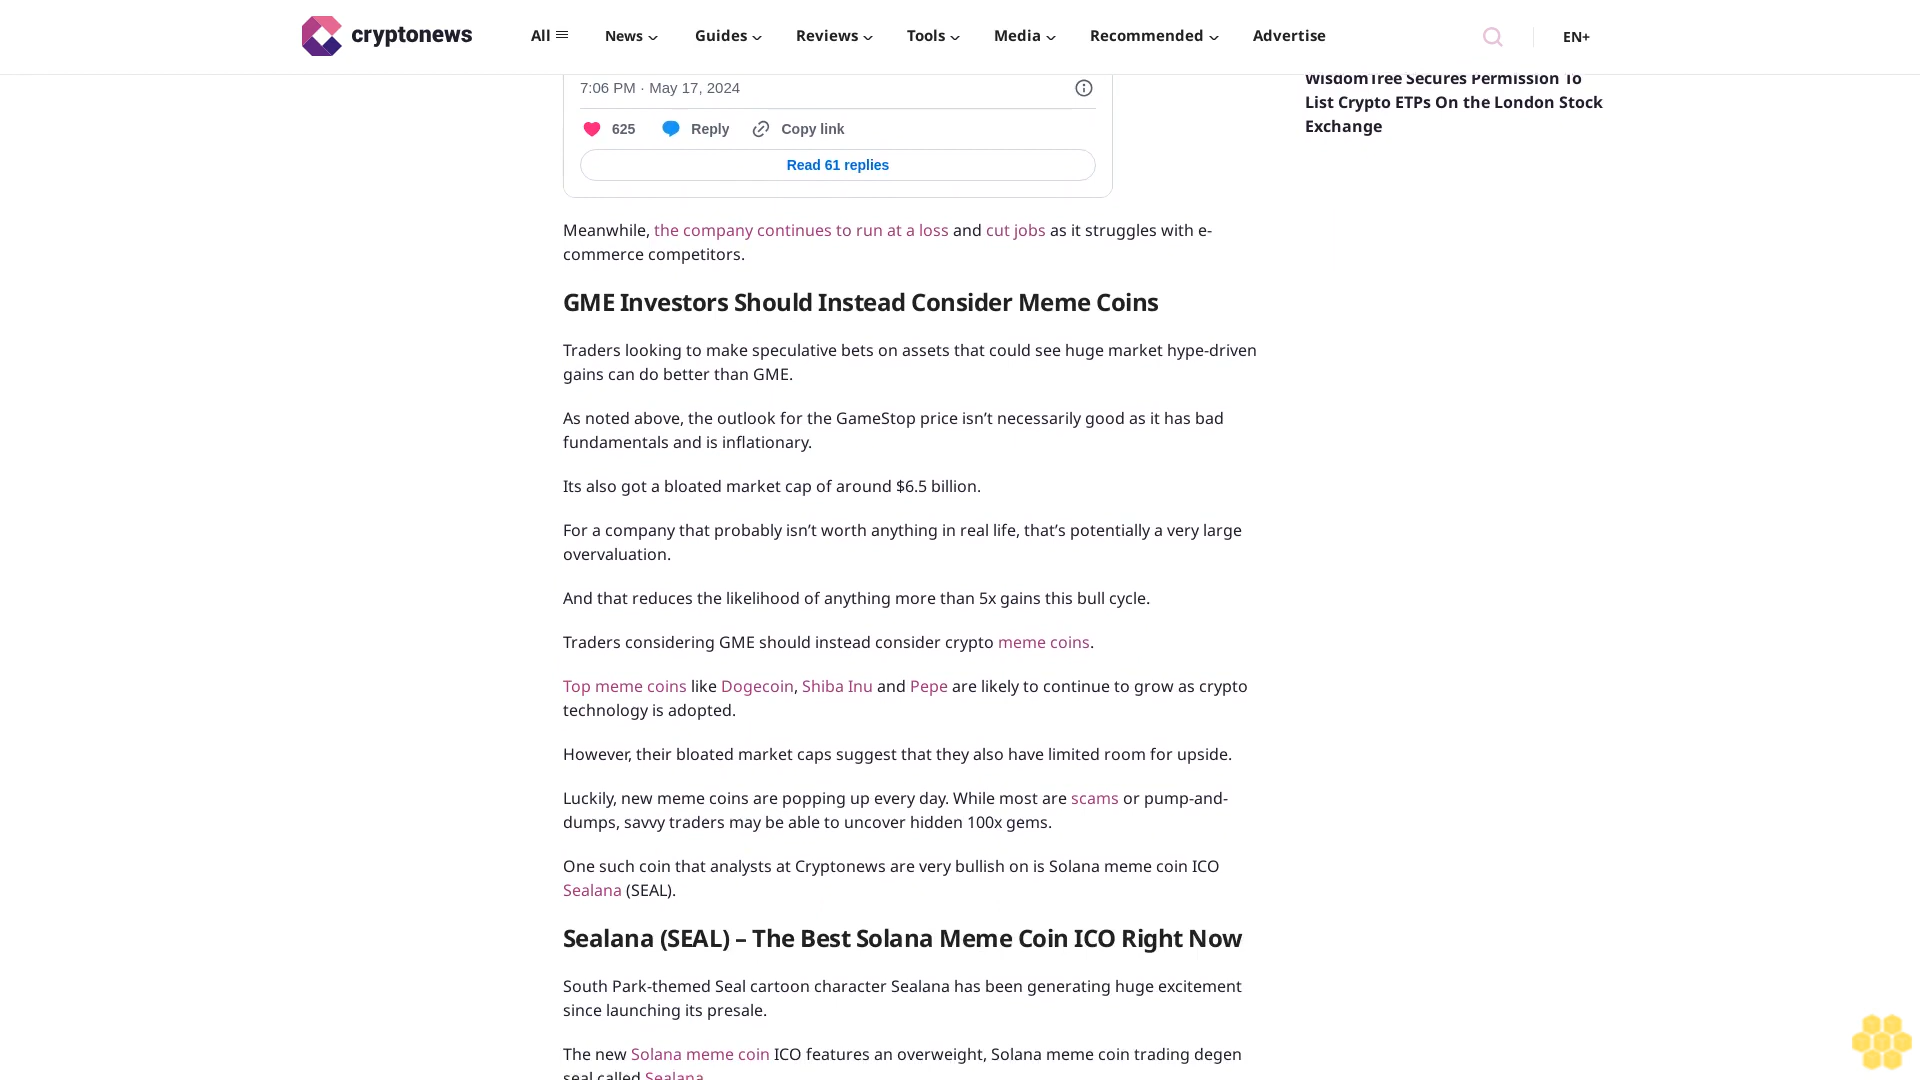 cryptonews
All
News
Guides
Reviews
Tools
Media
Recommended
Advertise
EN+
7:06 PM · May 17, 2024
625
Reply
Copy link
Read 61 replies
WisdomTree Secures Permission To
List Crypto ETPs On the London Stock
Exchange
Meanwhile, the company continues to run at a loss and cut jobs as it struggles with e-
commerce competitors.
GME Investors Should Instead Consider Meme Coins
Traders looking to make speculative bets on assets that could see huge market hype-driven
gains can do better than GME.
As noted above, the outlook for the GameStop price isn’t necessarily good as it has bad
fundamentals and is inflationary.
Its also got a bloated market cap of around $6.5 billion.
For a company that probably isn’t worth anything in real life, that’s potentially a very large
overvaluation.
And that reduces the likelihood of anything more than 5x gains this bull cycle.
Traders considering GME should instead consider crypto meme coins.
Top meme coins like Dogecoin, Shiba Inu and Pepe are likely to continue to grow as crypto
technology is adopted.
However, their bloated market caps suggest that they also have limited room for upside.
Luckily, new meme coins are popping up every day. While most are scams or pump-and-
dumps, savvy traders may be able to uncover hidden 100x gems.
One such coin that analysts at Cryptonews are very bullish on is Solana meme coin ICO
Sealana (SEAL).
Sealana (SEAL) – The Best Solana Meme Coin ICO Right Now
South Park-themed Seal cartoon character Sealana has been generating huge excitement
since launching its presale.
The new Solana meme coin ICO features an overweight, Solana meme coin trading degen
seal called Sealana.